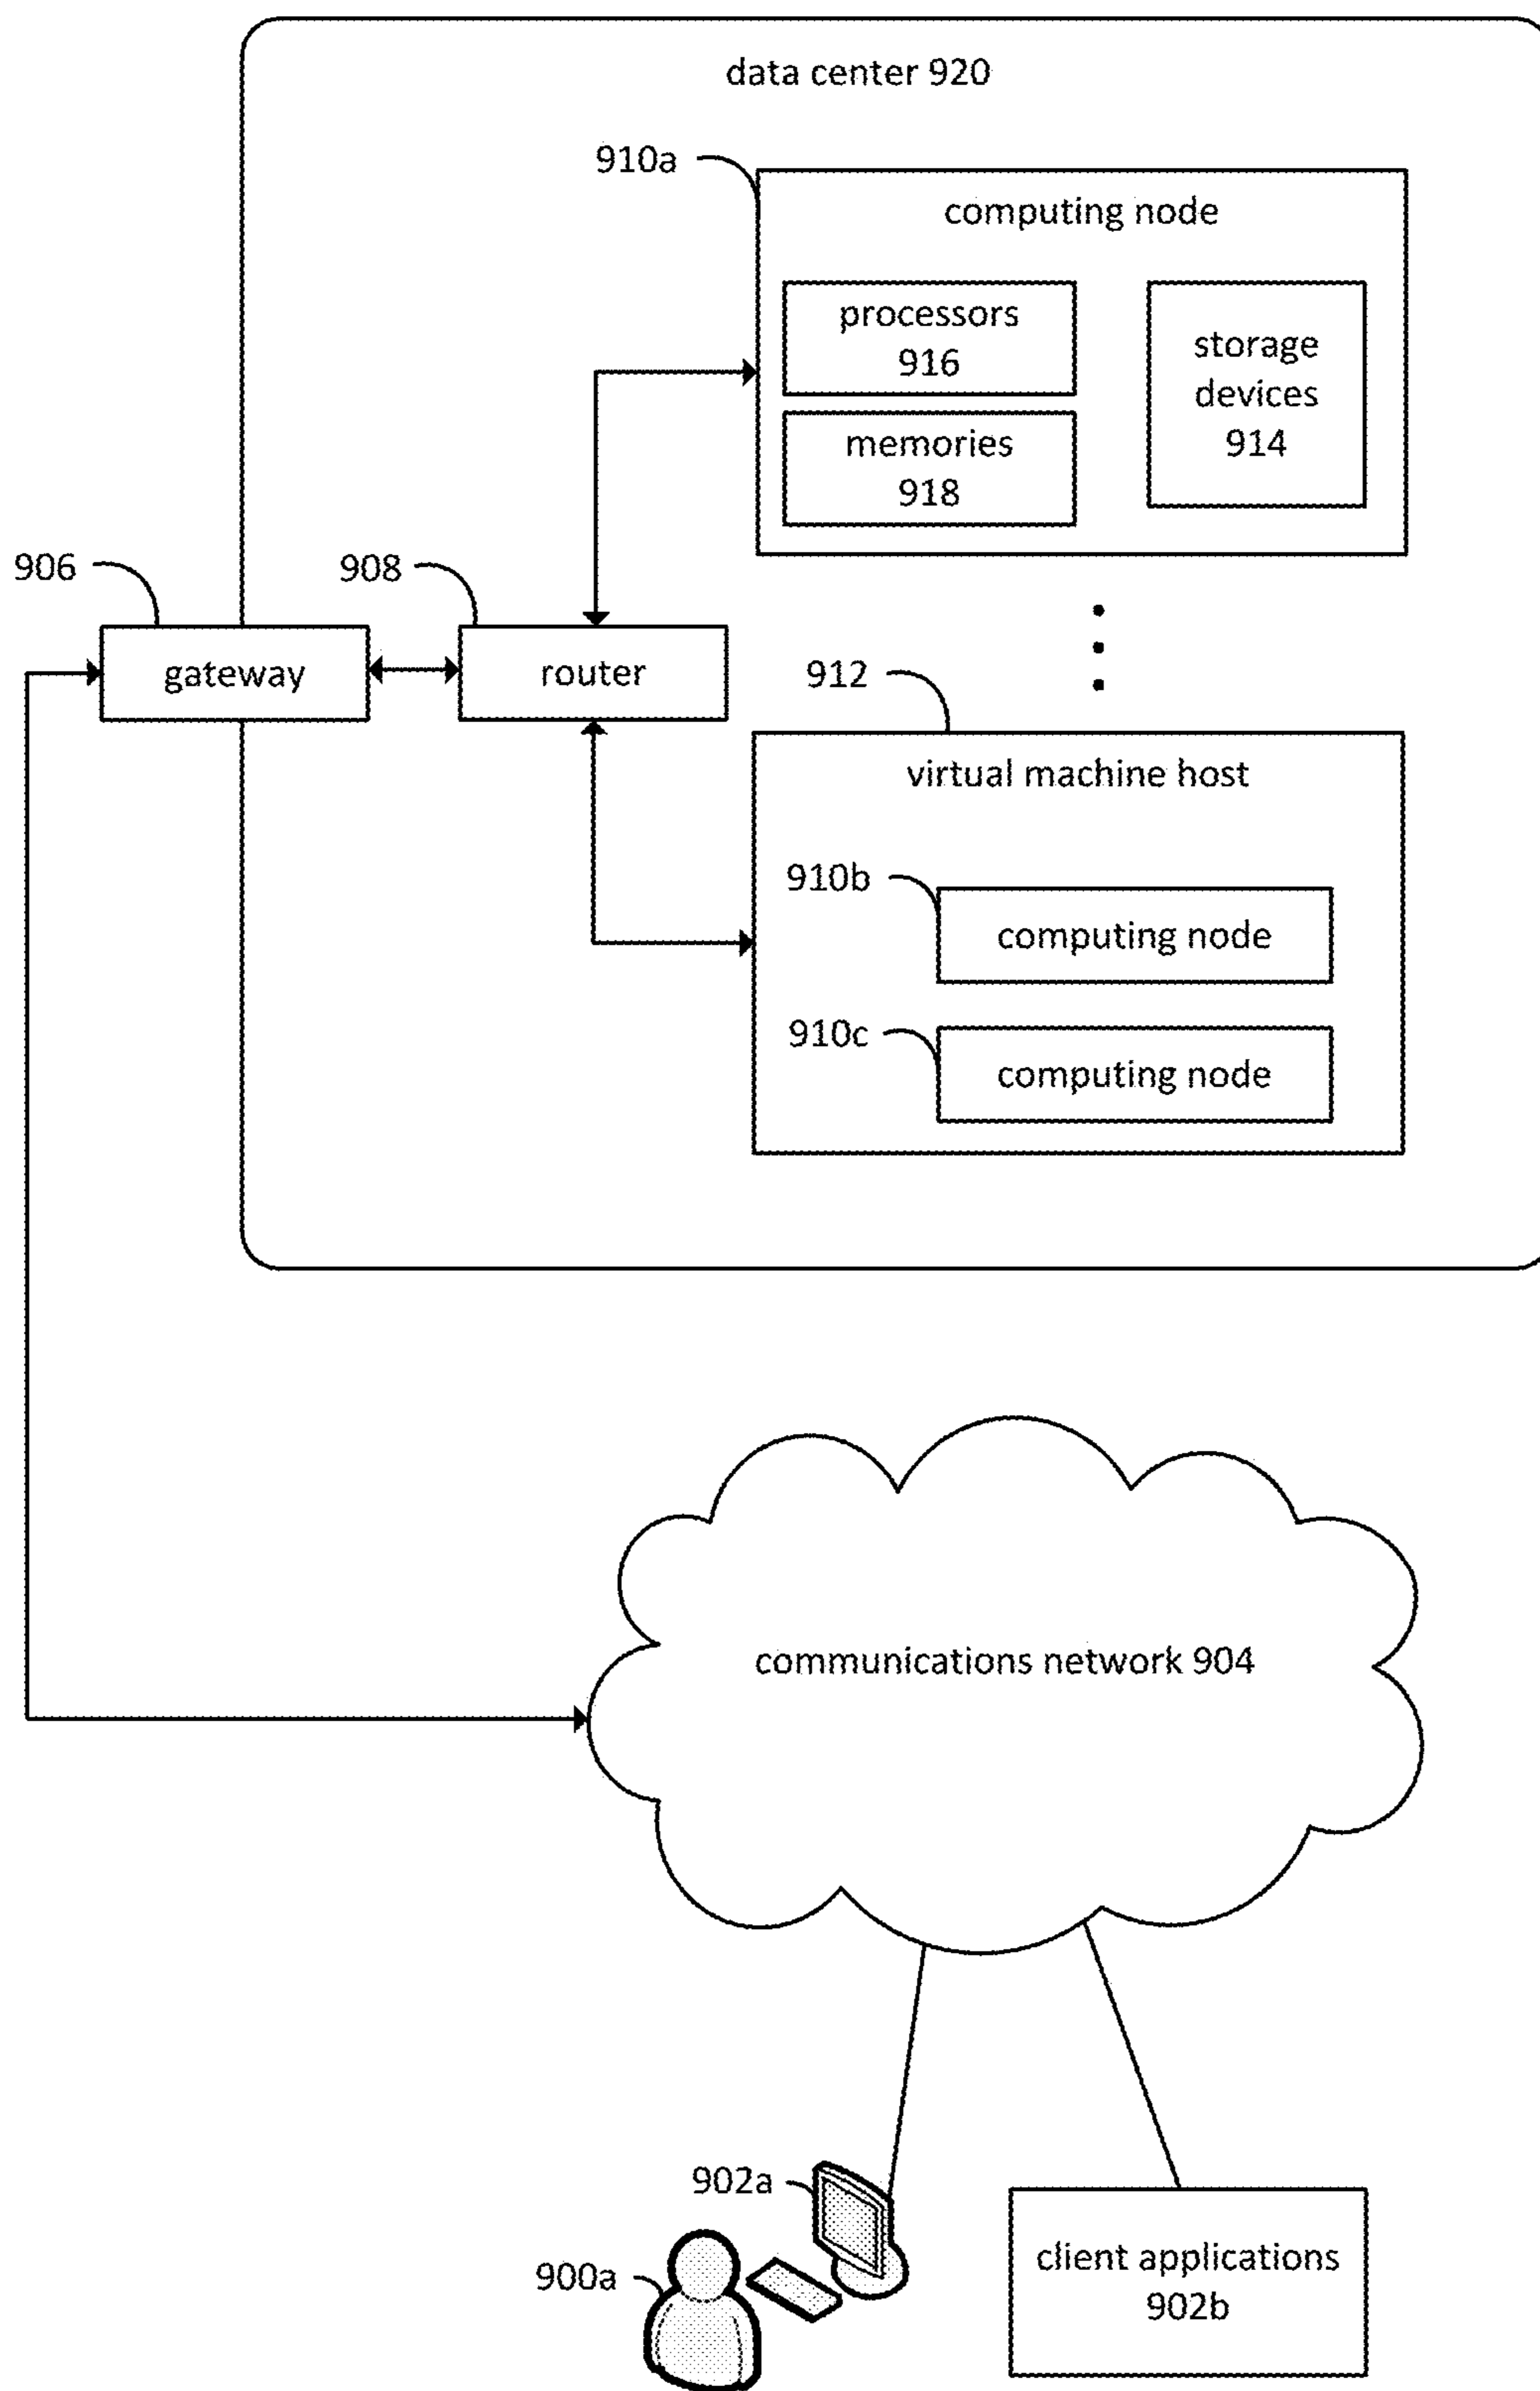 data center 920
910a
computing node
processors
916
storage
devices
914
memories
918
906
908
gateway
router
912
virtual machine host
910b
computing node
910c
computing node
communications network 904
902a
900a
client applications
902b